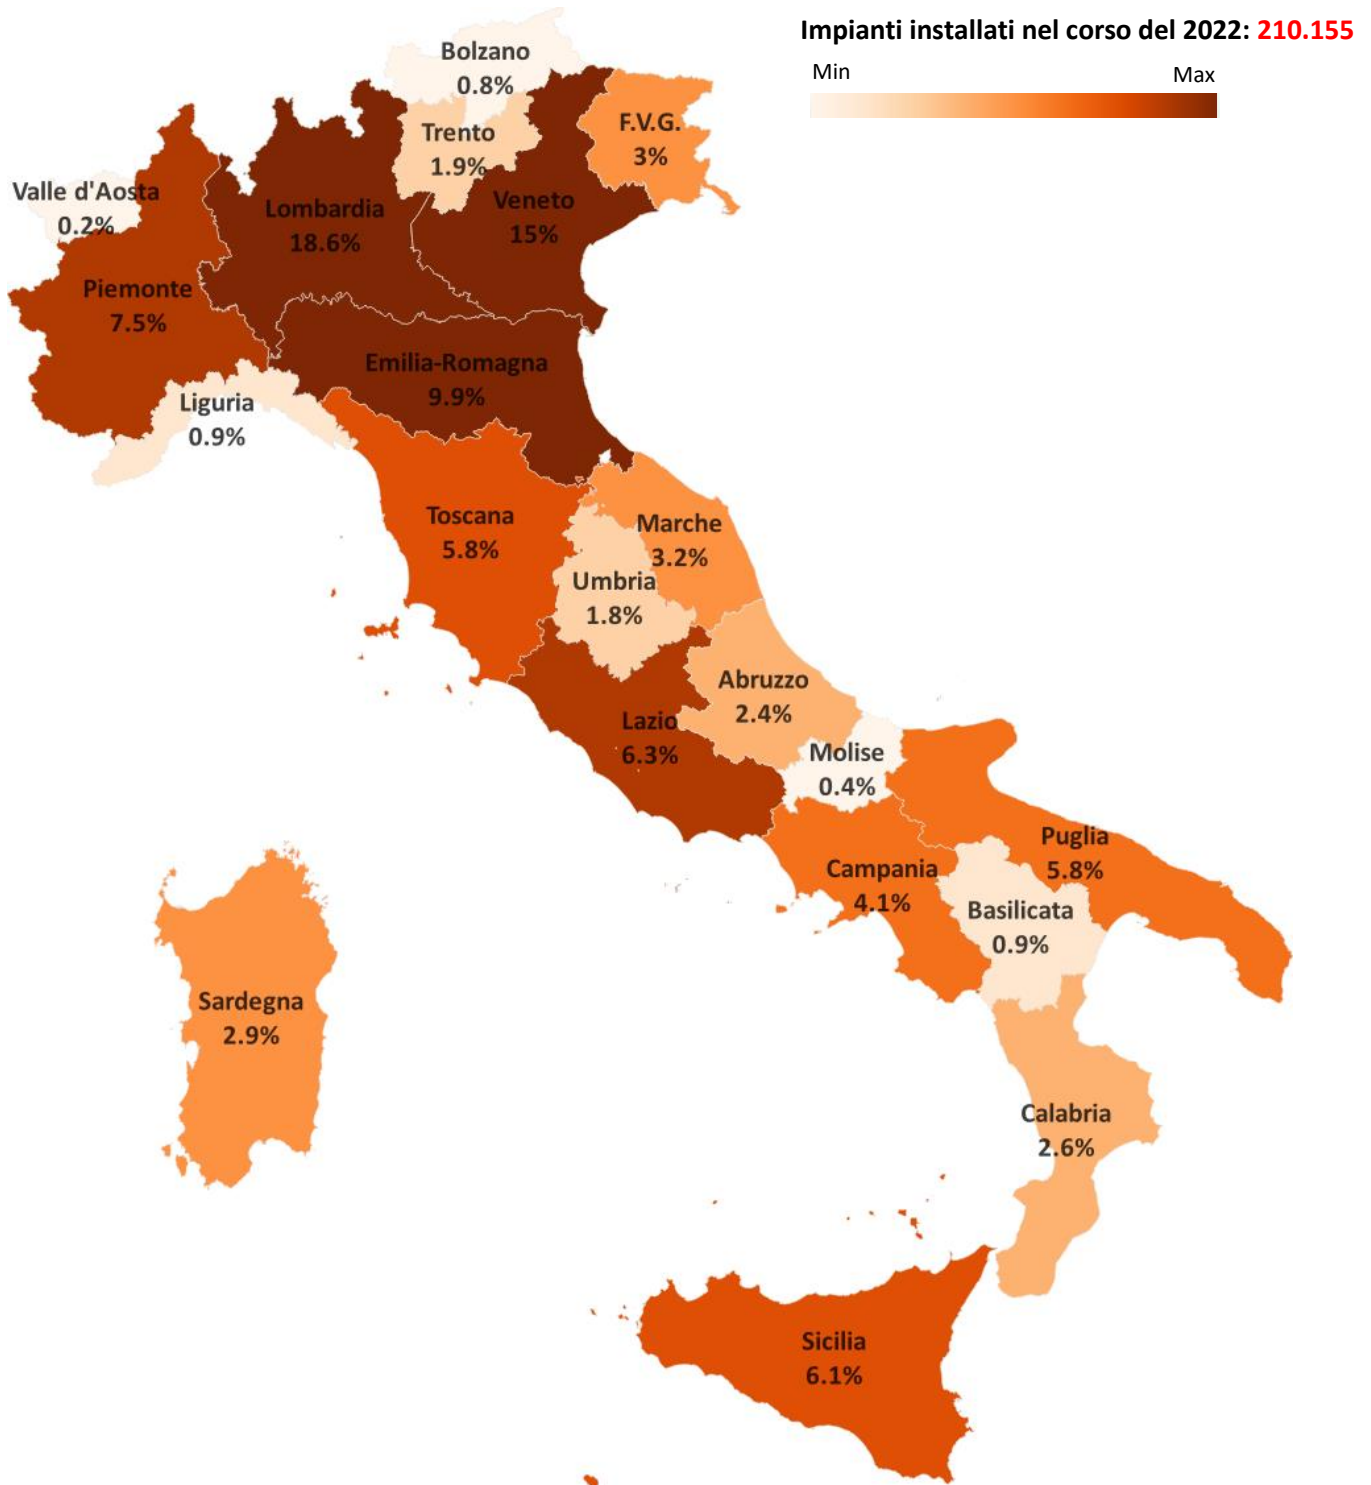 Impianti installati nel corso del 2022: 210.155
Min
Max
Bolzano
0.8%
Trento
1.9%
F.V.G.
3%
Valle d'Aosta
0.2%
Lombardia
18.6%
Veneto
15%
Piemonte
7.5%
Emilia-Romagna
9.9%
Liguria
0.9%
Toscana
5.8%
Marche
3.2%
Umbria
1.8%
Abruzzo
2.4%
Lazio
6.3%
Molise
0.4%
Puglia
5.8%
Campania
4.1%
Basilicata
0.9%
Sardegna
2.9%
Calabria
2.6%
Sicilia
6.1%